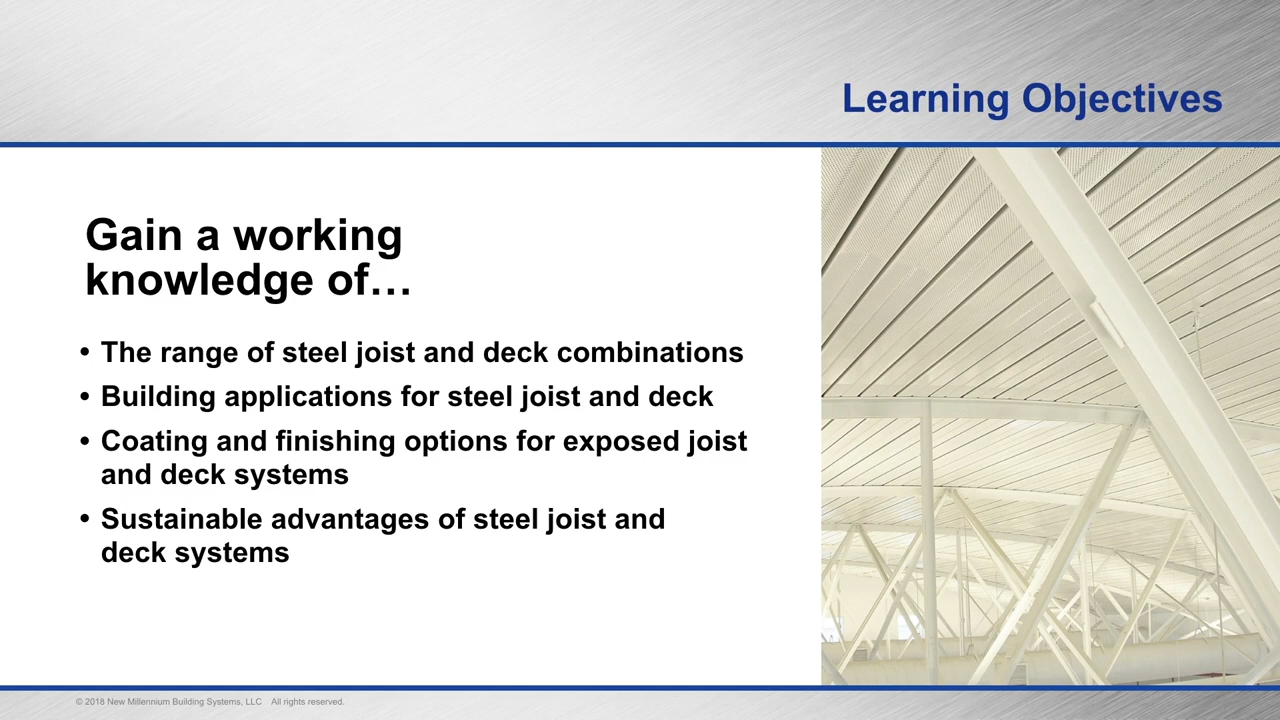 Learning Objectives
Gain a working
knowledge of…
• The range of steel joist and deck combinations
• Building applications for steel joist and deck
• Coating and finishing options for exposed joist
and deck systems
• Sustainable advantages of steel joist and
deck systems
© 2018 New Millennium Building Systems, LLC All rights reserved.